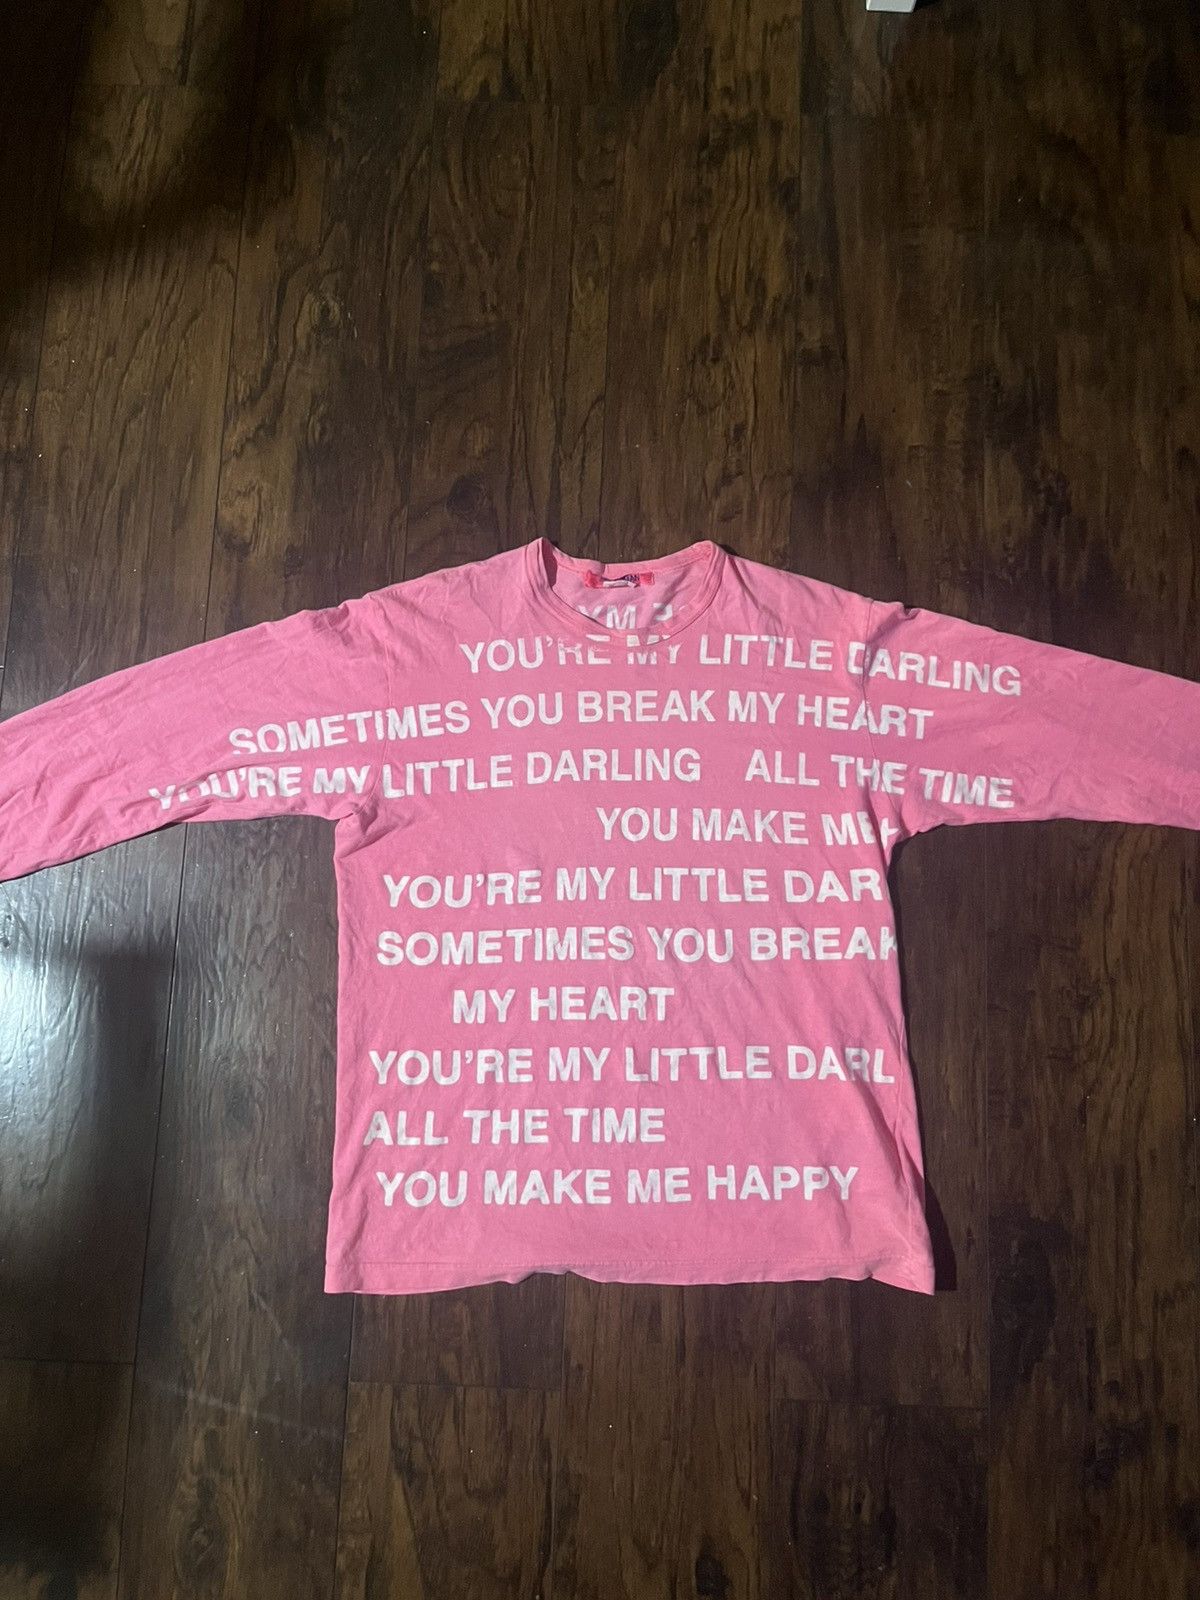 YOU'RE MY LITTLE DARLING
SOMETIMES YOU BREAK MY HEART
YOU'RE MY LITTLE DARLING ALL THE TIME
YOU MAKE ME
YOU'RE MY LITTLE DAR
SOMETIMES YOU BREAK
MY HEART
YOU'RE MY LITTLE DARL
ALL THE TIME
YOU MAKE ME HAPPY